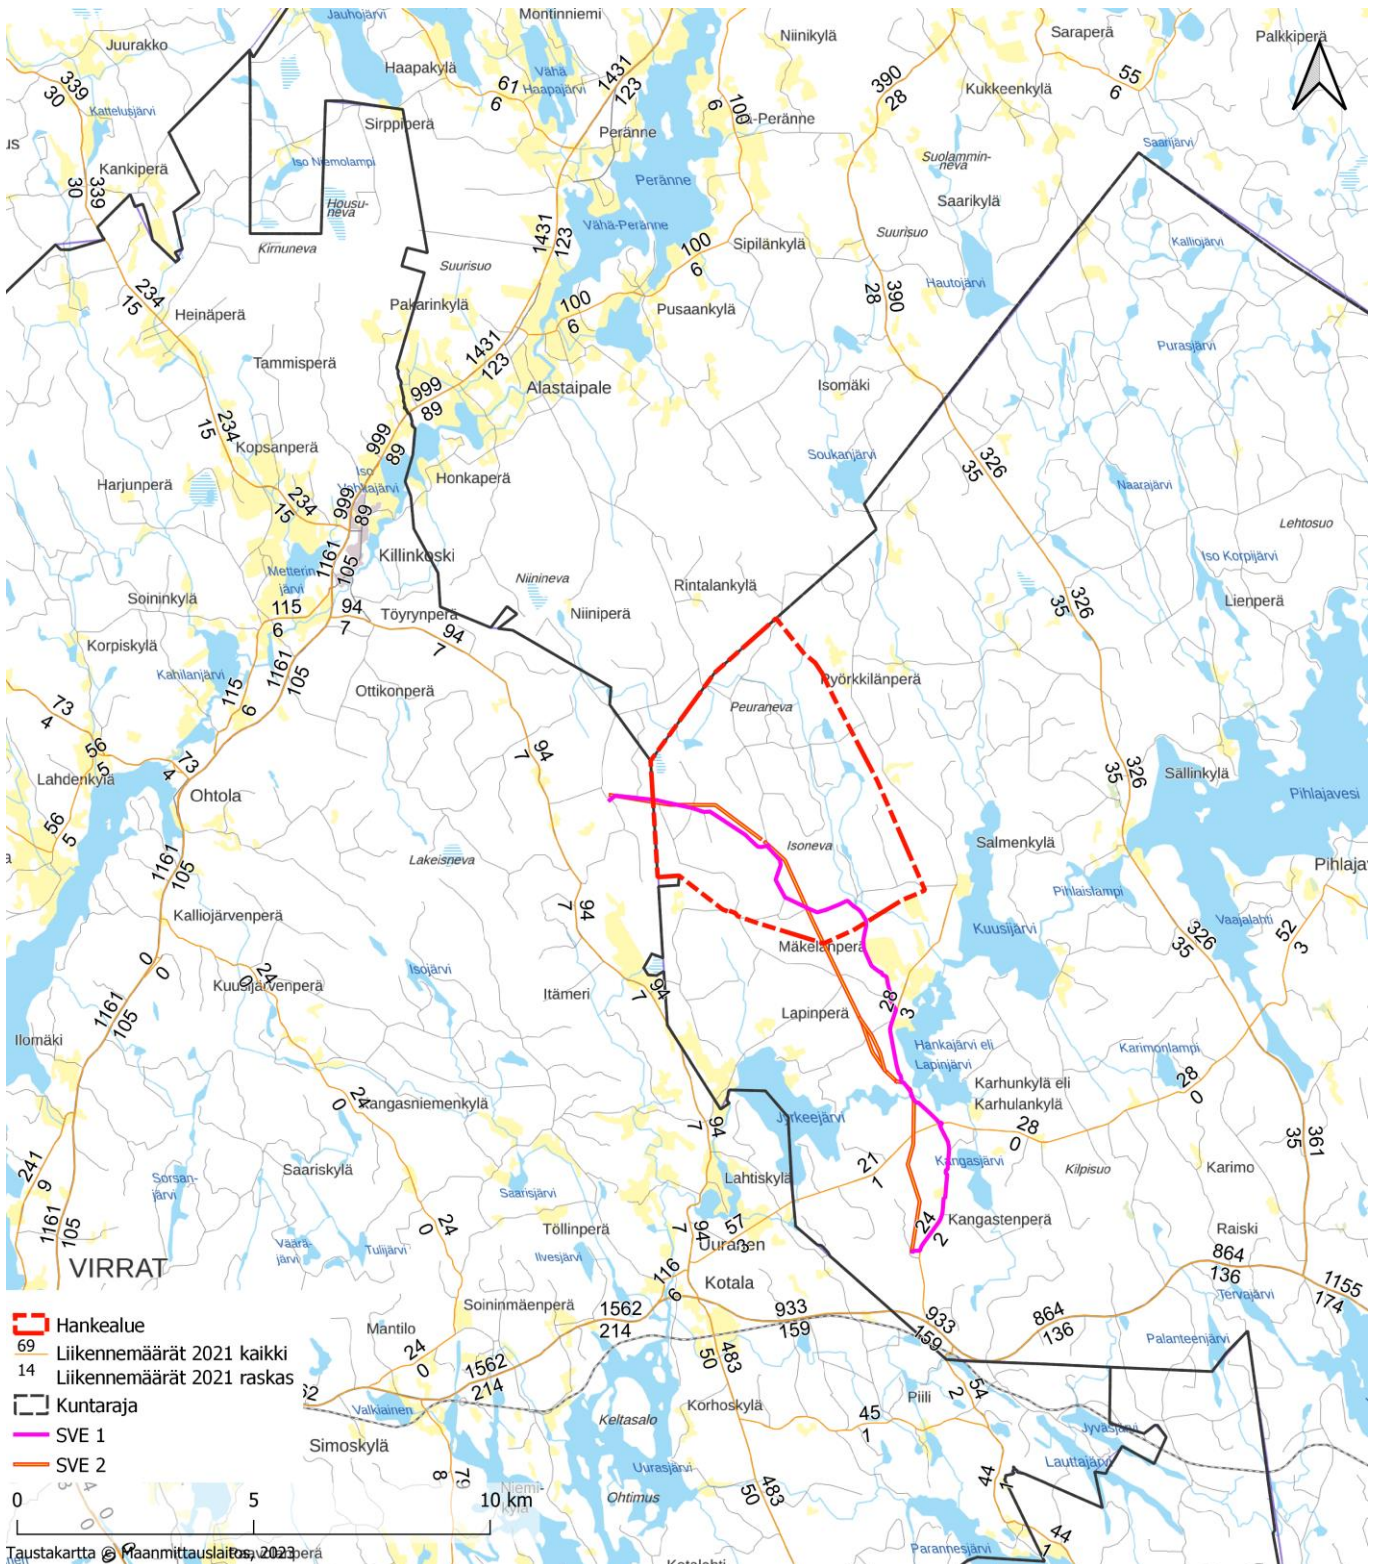 Jauhojärvi
Montinniemi
Juurakko
Niinikylä
Saraperä
Palkkiperä
Haapakylä
Vähä
Haapajärvi
61
6
1431
123
390
28
55
6
339
30
Kattelusjärvi
Kukkeenkylä
100
6
Sirppiperä
Peränne
Saarijärvi
Kankiperä
Iso Niemolampi
Suolammin-
neva
339
30
Peränne
Saarikylä
Housu-
neva
Vähä-Peränne
Suurisuo
Kirnuneva
1431
123
100
6
Sipilänkylä
Kalliojärvi
Suurisuo
234
15
Pakarinkylä
100
6
390
28
Hautojärvi
Heinäperä
Pusaankylä
1431
123
Purasjärvi
Tammisperä
999
89
Alastaipale
Isomäki
234
15
Kopsanperä
999
89
Soukanjärvi
326
35
Harjunperä
Iso
Honkaperä
Naarajärvi
234
15
999
89
Lehtosuo
Killinkoski
1161
105
Metterin
järvi
Niinineva
Rintalankylä
Iso Korpijärvi
Soininkylä
115
6
94
7
Töyrynperä
Niiniperä
326
35
Lienperä
Korpiskylä
94
7
Kahilanjärvi
1161
105
115
6
Ottikonperä
Pyörkkilänperä
Peuraneva
73
4
56
5
94
7
73
4
326
35
Sällinkylä
Lahdenkylä
Ohtola
Pihlajavesi
56
5
Isoneva
Salmenkylä
1161
105
Lakeisneva
Pihlajaslampi
Kalliojärvenperä
94
7
Vaajalahti
Kuusijärvi
0
0
24
0
Mäkelänperä
326
35
52
3
Isojärvi
Kuusijärvenperä
Itämeri
94
7
28
3
1161
105
Lapinperä
Ilomäki
Hankajärvi eli
Lapinjärvi
Karimonlampi
24
0
Kangasniemenkylä
Karhunkylä eli
Karhulankylä
28
0
Jyrkeejärvi
94
7
28
0
361
35
241
9
Saariskylä
21
1
Kangasjärvi
Kilpisuo
Karimo
Sorsan-
järvi
Lahtiskylä
Saarisjärvi
1161
105
24
0
Töllinperä
7
94
57
3
24
2
Kangastenperä
Raiski
Väärä-
järvi
Tulijärvi
Ilvesjärvi
Uuranen
864
136
VIRRAT
116
6
Kotala
1155
174
Tervajärvi
Soininmäenperä
1562
214
933
159
933
159
864
136
Mantilo
Palanteenjärvi
24
0
1562
214
483
50
54
2
Valkiainen
Keltasalo
Korhoskylä
Piili
45
1
Jyväsjärvi
Simoskylä
Lauttajärvi
79
8
Uurasjärvi
Ohtimus
483
50
44
1
44
1
Parannesjärvi
Hankealue
69
Liikennemäärät 2021 kaikki
14
Liikennemäärät 2021 raskas
Kuntaraja
SVE 1
SVE 2
0 5 10 km
Taustakartta © Maanmittauslaitos, 2023